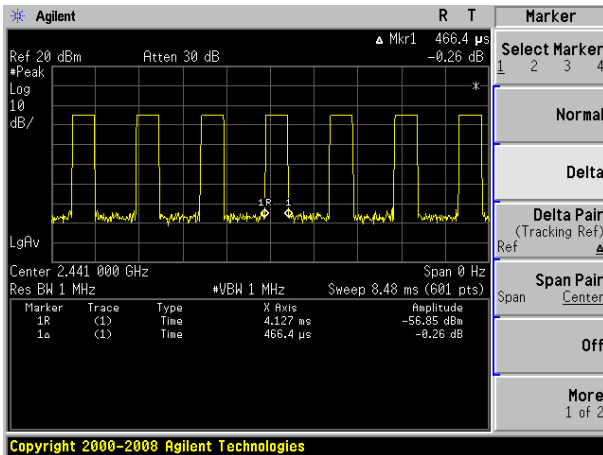 Agilent R T
Δ Mkr1 466.4 µs
Ref 20 dBm Atten 30 dB -0.26 dB
#Peak
Log
10
dB/
*
1R 1
LgAv
Center 2.441 000 GHz Span 0 Hz
Res BW 1 MHz #VBW 1 MHz Sweep 8.48 ms (601 pts)
Marker Trace Type X Axis Amplitude
1R (1) Time 4.127 ms -56.85 dBm
1Δ (1) Time 466.4 µs -0.26 dB
Copyright 2000-2008 Agilent Technologies
Marker
Select Marker
1 2 3 4
Normal
Delta
Delta Pair
(Tracking Ref)
Ref Δ
Span Pair
Span Center
Off
More
1 of 2